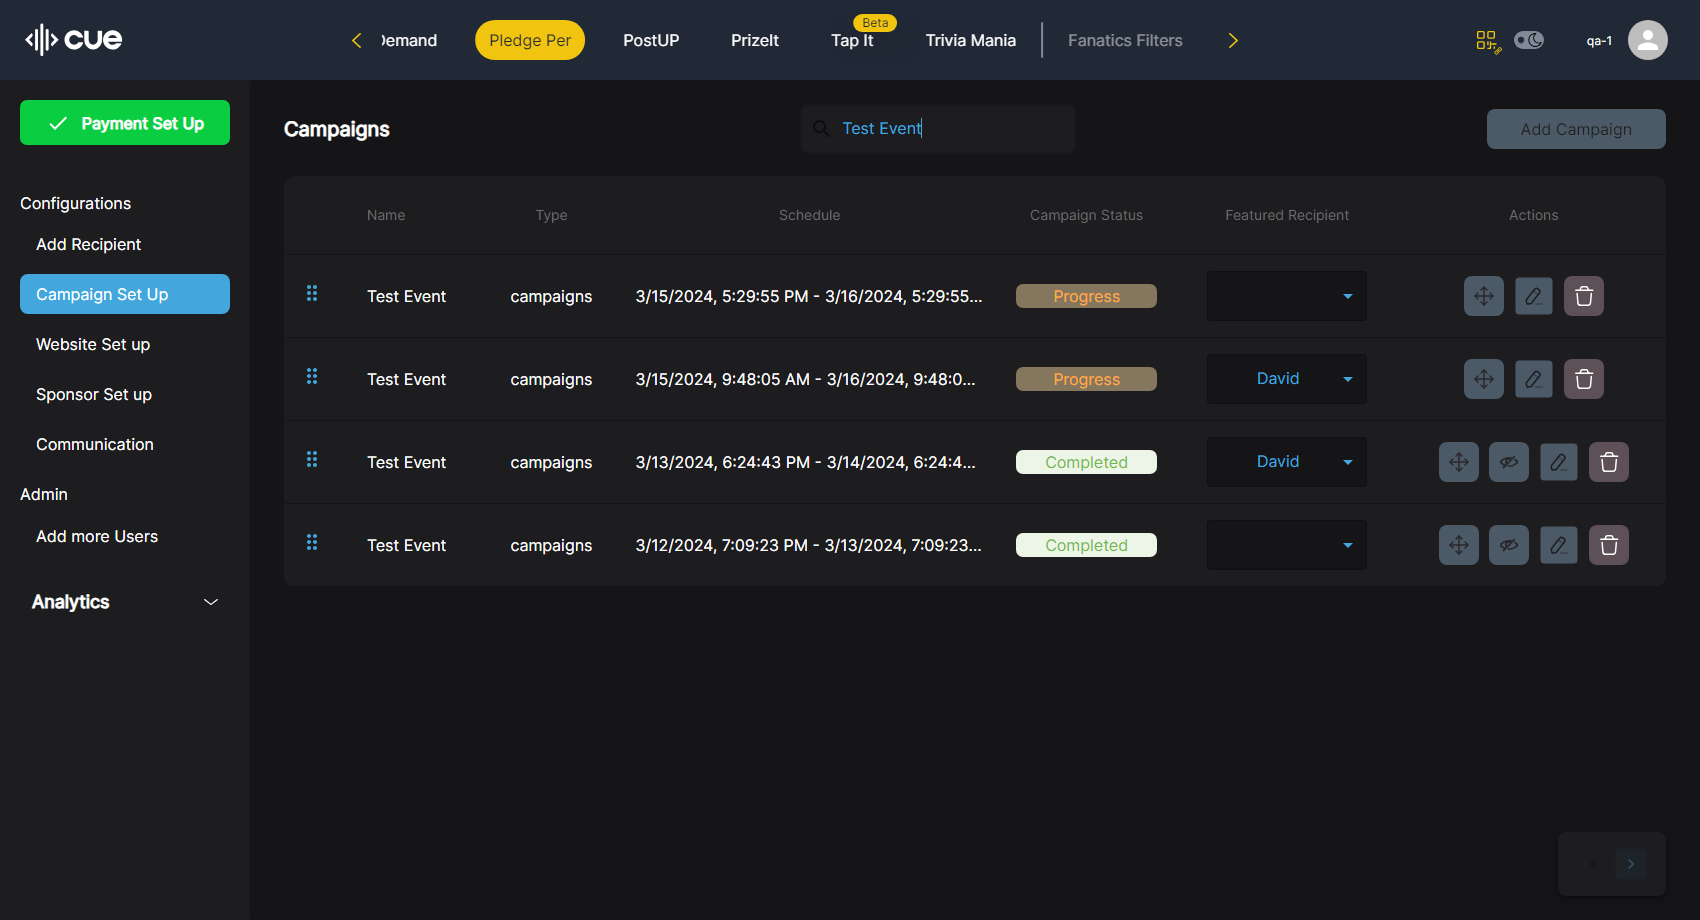 cue
Demand
Pledge Per
PostUP
PrizeIt
Beta
Tap It
Trivia Mania
Fanatics Filters
qa-1
Payment Set Up
Configurations
Add Recipient
Campaign Set Up
Website Set up
Sponsor Set up
Communication
Admin
Add more Users
Analytics
Campaigns
Test Event
Add Campaign
Name Type Schedule Campaign Status Featured Recipient Actions
Test Event campaigns 3/15/2024, 5:29:55 PM - 3/16/2024, 5:29:55... Progress
Test Event campaigns 3/15/2024, 9:48:05 AM - 3/16/2024, 9:48:0... Progress David
Test Event campaigns 3/13/2024, 6:24:43 PM - 3/14/2024, 6:24:4... Completed David
Test Event campaigns 3/12/2024, 7:09:23 PM - 3/13/2024, 7:09:23... Completed